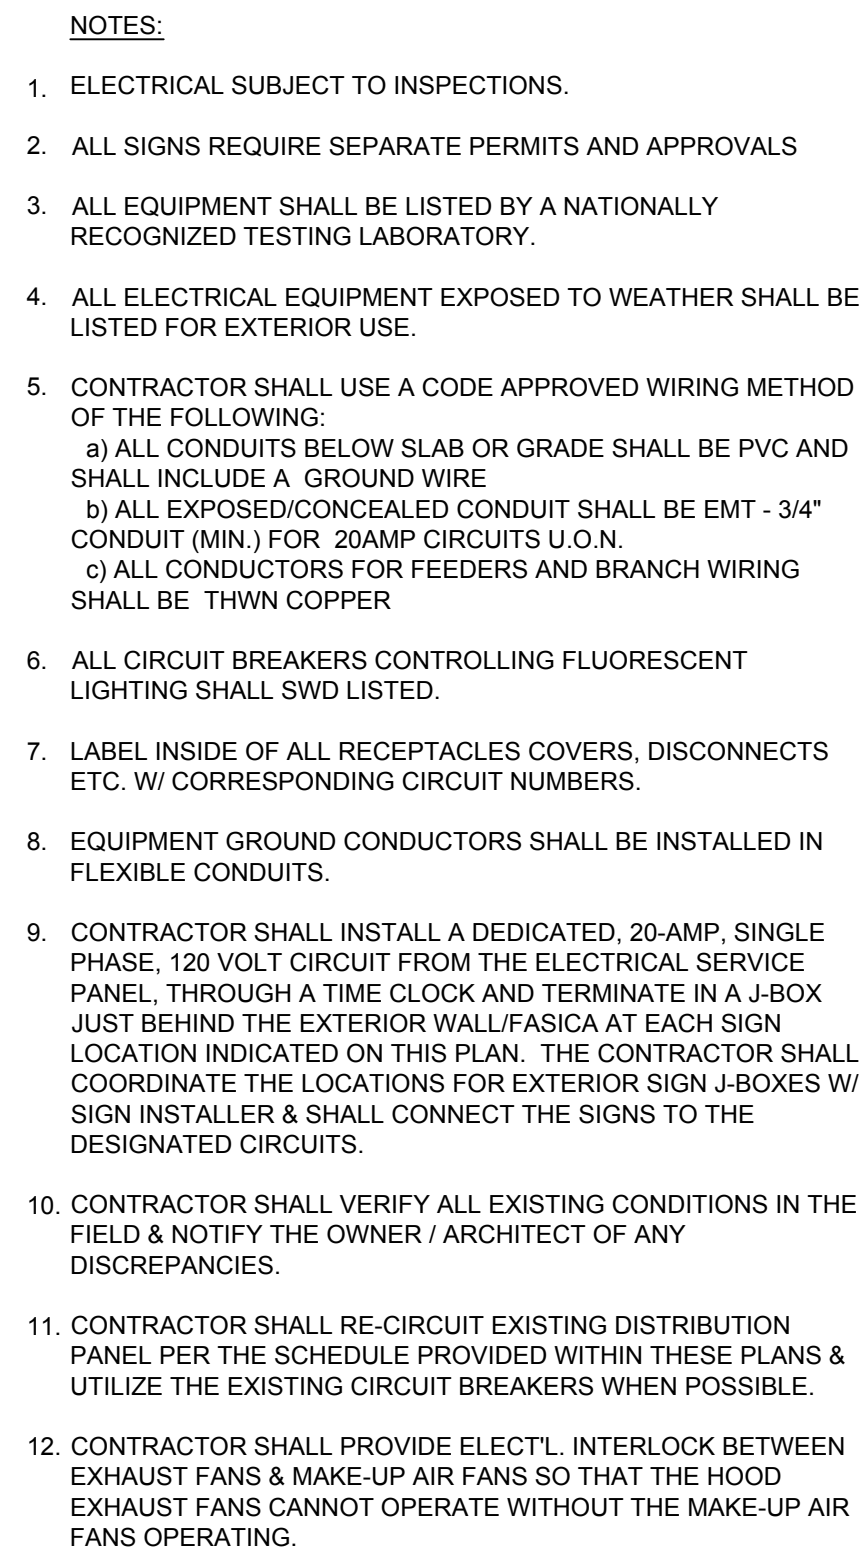 NOTES:
1. ELECTRICAL SUBJECT TO INSPECTIONS.
2. ALL SIGNS REQUIRE SEPARATE PERMITS AND APPROVALS
3. ALL EQUIPMENT SHALL BE LISTED BY A NATIONALLY
RECOGNIZED TESTING LABORATORY.
4. ALL ELECTRICAL EQUIPMENT EXPOSED TO WEATHER SHALL BE
LISTED FOR EXTERIOR USE.
5. CONTRACTOR SHALL USE A CODE APPROVED WIRING METHOD
OF THE FOLLOWING:
a) ALL CONDUITS BELOW SLAB OR GRADE SHALL BE PVC AND
SHALL INCLUDE A GROUND WIRE
b) ALL EXPOSED/CONCEALED CONDUIT SHALL BE EMT - 3/4"
CONDUIT (MIN.) FOR 20AMP CIRCUITS U.O.N.
c) ALL CONDUCTORS FOR FEEDERS AND BRANCH WIRING
SHALL BE THWN COPPER
6. ALL CIRCUIT BREAKERS CONTROLLING FLUORESCENT
LIGHTING SHALL SWD LISTED.
7. LABEL INSIDE OF ALL RECEPTACLES COVERS, DISCONNECTS
ETC. W/ CORRESPONDING CIRCUIT NUMBERS.
8. EQUIPMENT GROUND CONDUCTORS SHALL BE INSTALLED IN
FLEXIBLE CONDUITS.
9. CONTRACTOR SHALL INSTALL A DEDICATED, 20-AMP, SINGLE
PHASE, 120 VOLT CIRCUIT FROM THE ELECTRICAL SERVICE
PANEL, THROUGH A TIME CLOCK AND TERMINATE IN A J-BOX
JUST BEHIND THE EXTERIOR WALL/FASICA AT EACH SIGN
LOCATION INDICATED ON THIS PLAN. THE CONTRACTOR SHALL
COORDINATE THE LOCATIONS FOR EXTERIOR SIGN J-BOXES W/
SIGN INSTALLER & SHALL CONNECT THE SIGNS TO THE
DESIGNATED CIRCUITS.
10. CONTRACTOR SHALL VERIFY ALL EXISTING CONDITIONS IN THE
FIELD & NOTIFY THE OWNER / ARCHITECT OF ANY
DISCREPANCIES.
11. CONTRACTOR SHALL RE-CIRCUIT EXISTING DISTRIBUTION
PANEL PER THE SCHEDULE PROVIDED WITHIN THESE PLANS &
UTILIZE THE EXISTING CIRCUIT BREAKERS WHEN POSSIBLE.
12. CONTRACTOR SHALL PROVIDE ELECT'L. INTERLOCK BETWEEN
EXHAUST FANS & MAKE-UP AIR FANS SO THAT THE HOOD
EXHAUST FANS CANNOT OPERATE WITHOUT THE MAKE-UP AIR
FANS OPERATING.